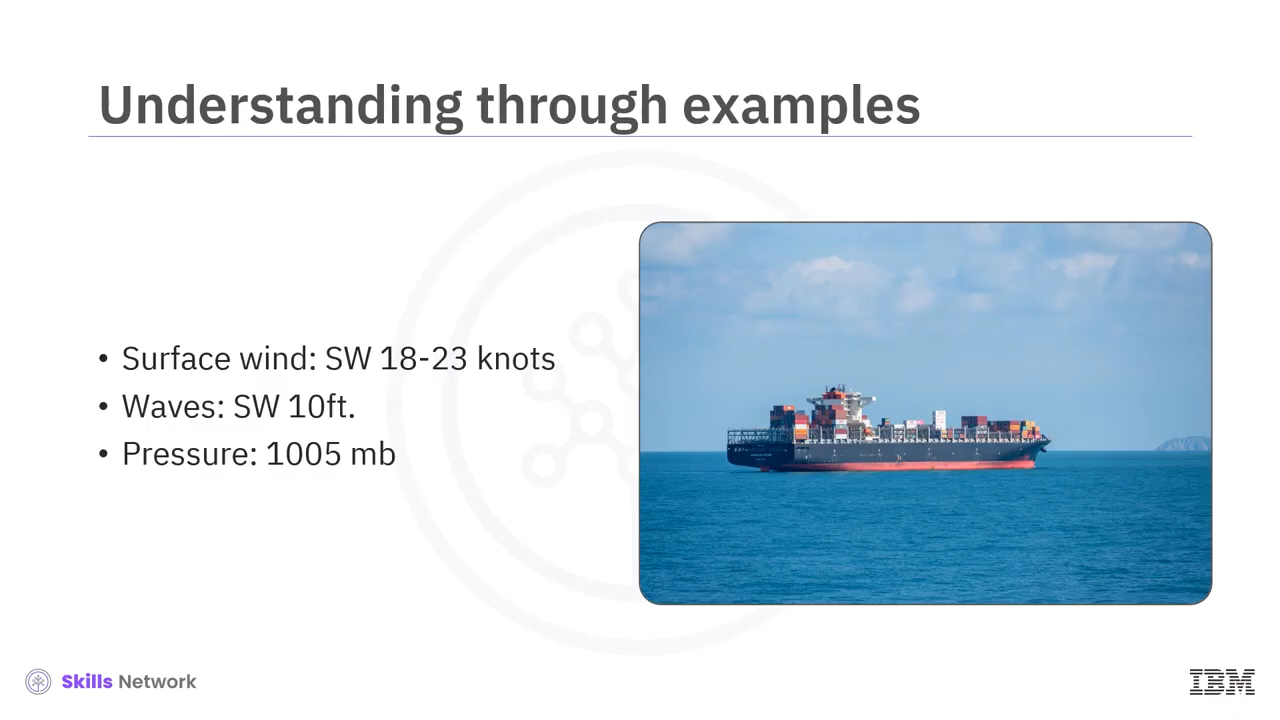 Understanding through examples
• Surface wind: SW 18-23 knots
• Waves: SW 10ft.
• Pressure: 1005 mb
Skills Network
IBM